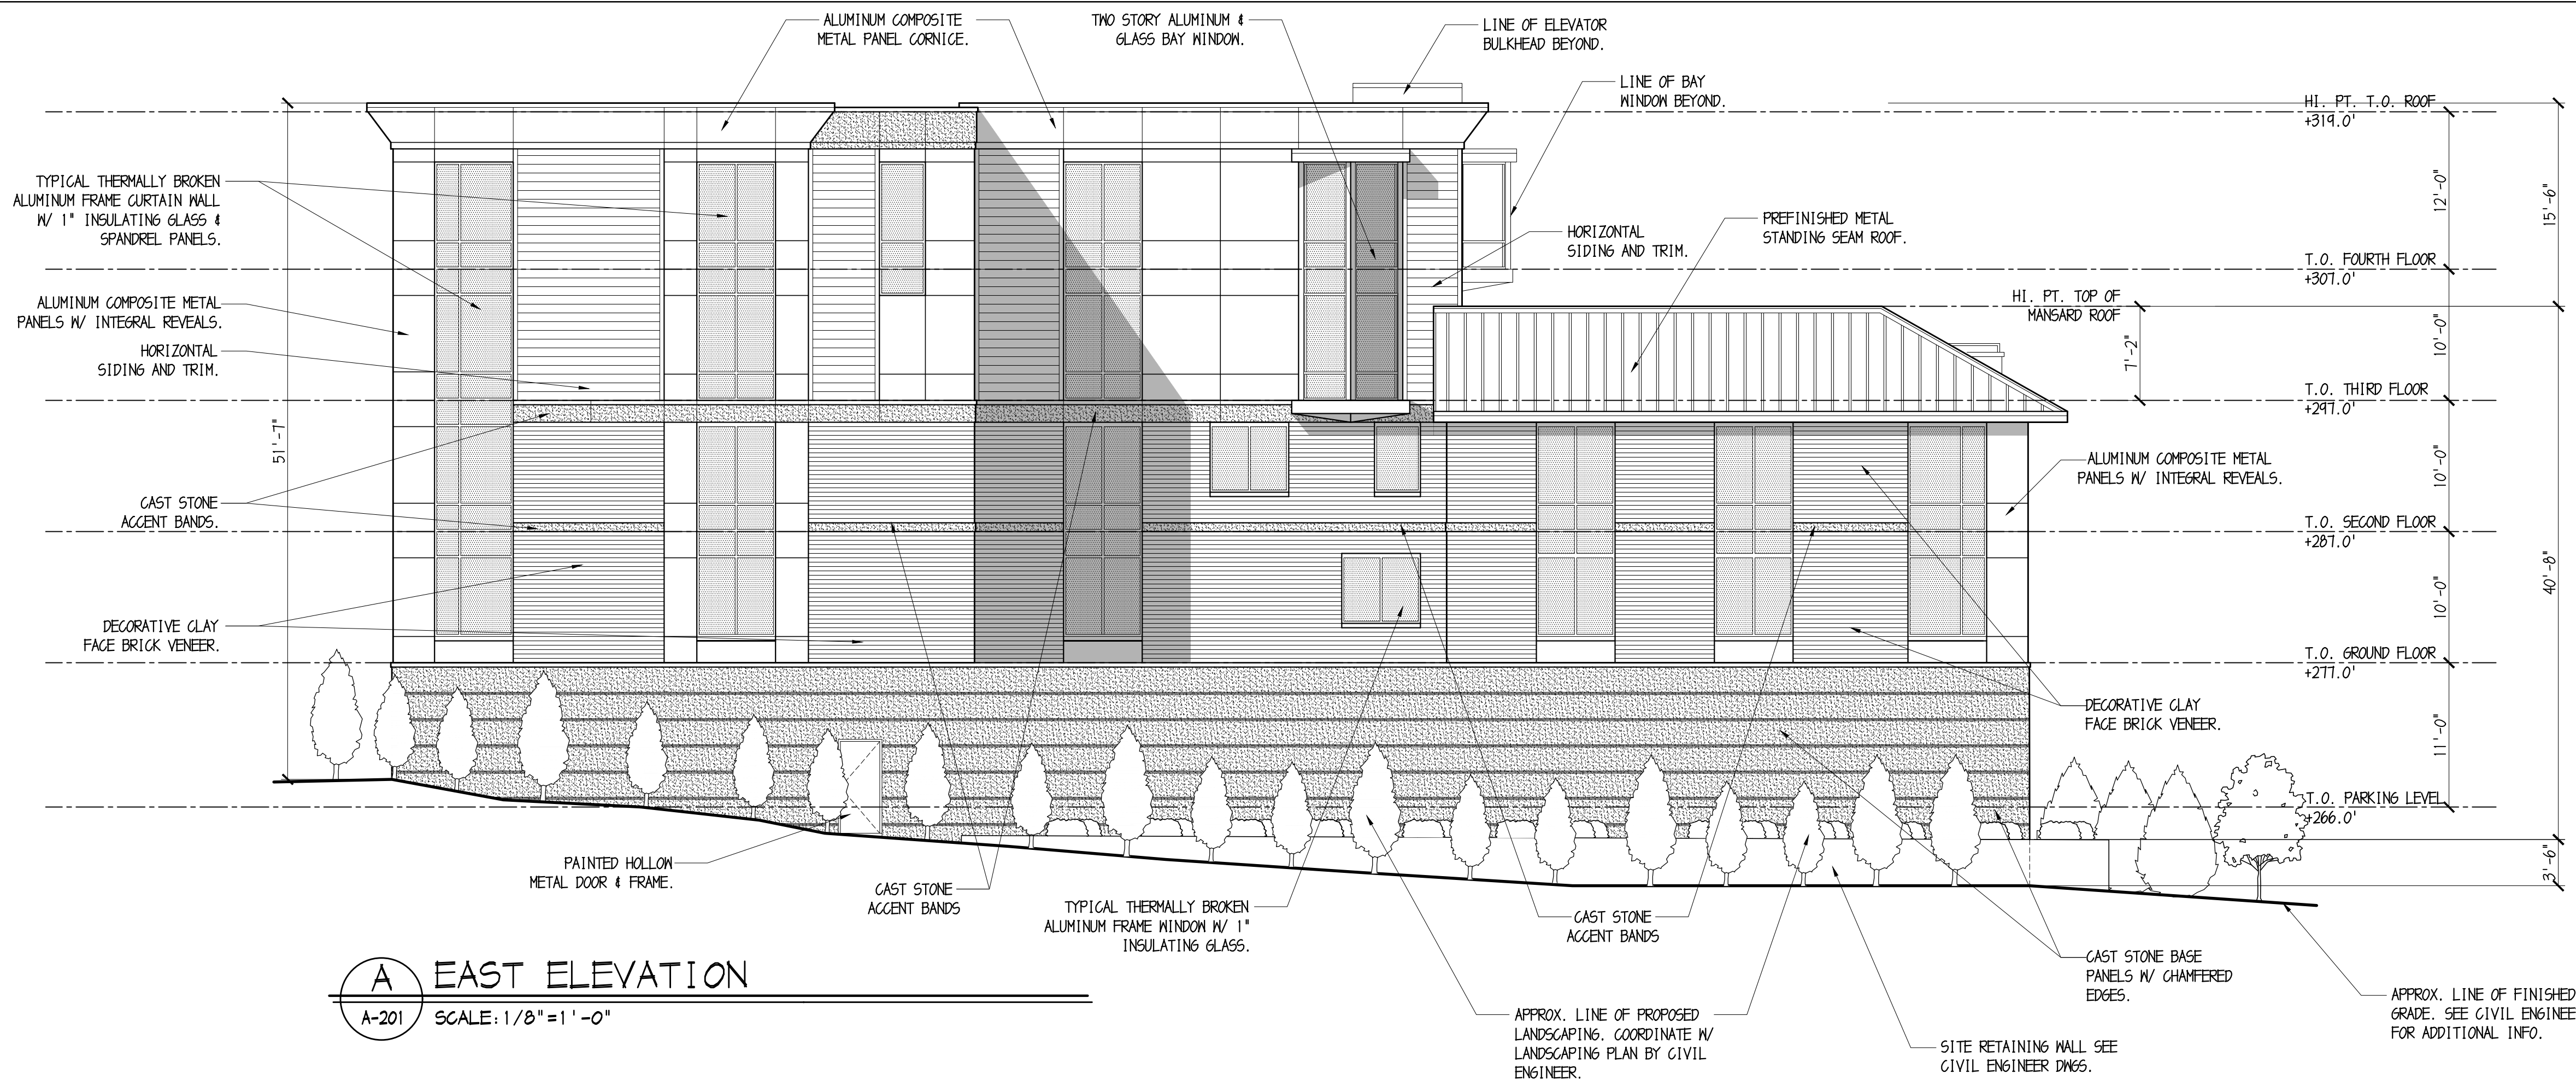 ALUMINUM COMPOSITE
METAL PANEL CORNICE.
TWO STORY ALUMINUM &
GLASS BAY WINDOW.
LINE OF ELEVATOR
BULKHEAD BEYOND.
LINE OF BAY
WINDOW BEYOND.
HI. PT. T.O. ROOF
+319.0'
TYPICAL THERMALLY BROKEN
ALUMINUM FRAME CURTAIN WALL
W/ 1" INSULATING GLASS &
SPANDREL PANELS.
PREFINISHED METAL
STANDING SEAM ROOF.
HORIZONTAL
SIDING AND TRIM.
12'-0"
15'-6"
T.O. FOURTH FLOOR
+307.0'
ALUMINUM COMPOSITE METAL
PANELS W/ INTEGRAL REVEALS.
HI. PT. TOP OF
MANSARD ROOF
HORIZONTAL
SIDING AND TRIM.
7'-2"
10'-0"
T.O. THIRD FLOOR
+297.0'
51'-7"
ALUMINUM COMPOSITE METAL
PANELS W/ INTEGRAL REVEALS.
10'-0"
CAST STONE
ACCENT BANDS.
T.O. SECOND FLOOR
+287.0'
10'-0"
40'-8"
DECORATIVE CLAY
FACE BRICK VENEER.
T.O. GROUND FLOOR
+277.0'
DECORATIVE CLAY
FACE BRICK VENEER.
11'-0"
T.O. PARKING LEVEL
+266.0'
3'-6"
PAINTED HOLLOW
METAL DOOR & FRAME.
CAST STONE
ACCENT BANDS
TYPICAL THERMALLY BROKEN
ALUMINUM FRAME WINDOW W/ 1"
INSULATING GLASS.
CAST STONE
ACCENT BANDS
CAST STONE BASE
PANELS W/ CHAMFERED
EDGES.
APPROX. LINE OF FINISHED
GRADE. SEE CIVIL ENGINEE
FOR ADDITIONAL INFO.
APPROX. LINE OF PROPOSED
LANDSCAPING. COORDINATE W/
LANDSCAPING PLAN BY CIVIL
ENGINEER.
SITE RETAINING WALL SEE
CIVIL ENGINEER DWGS.
A
A-201
EAST ELEVATION
SCALE: 1/8"=1'-0"